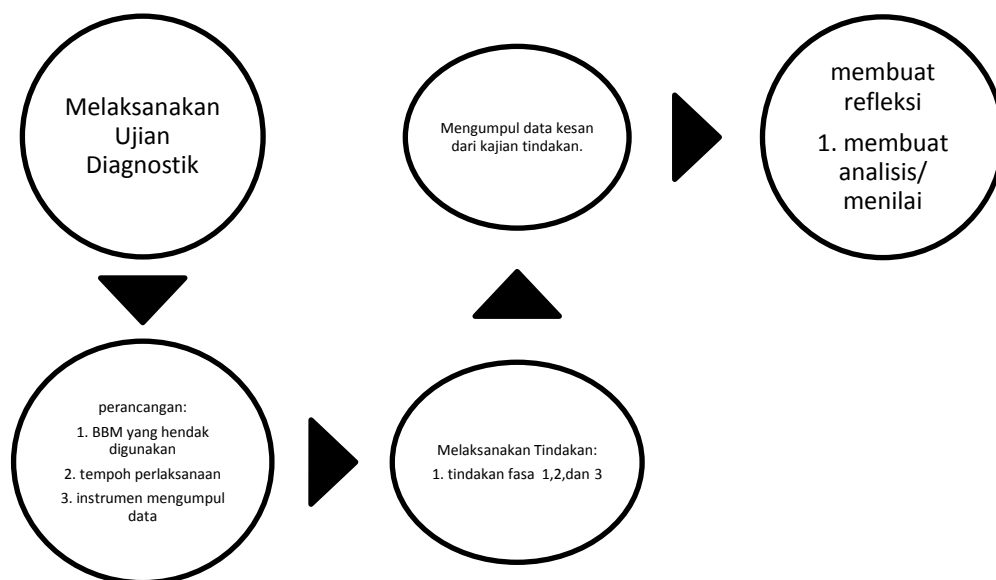 Melaksanakan
Ujian
Diagnostik
perancangan:
1. BBM yang hendak
digunakan
2. tempoh perlaksanaan
3. instrumen mengumpul
data
Melaksanakan Tindakan:
1. tindakan fasa  1,2,dan 3
Mengumpul data kesan
dari kajian tindakan.
membuat
refleksi
1. membuat
analisis/
menilai